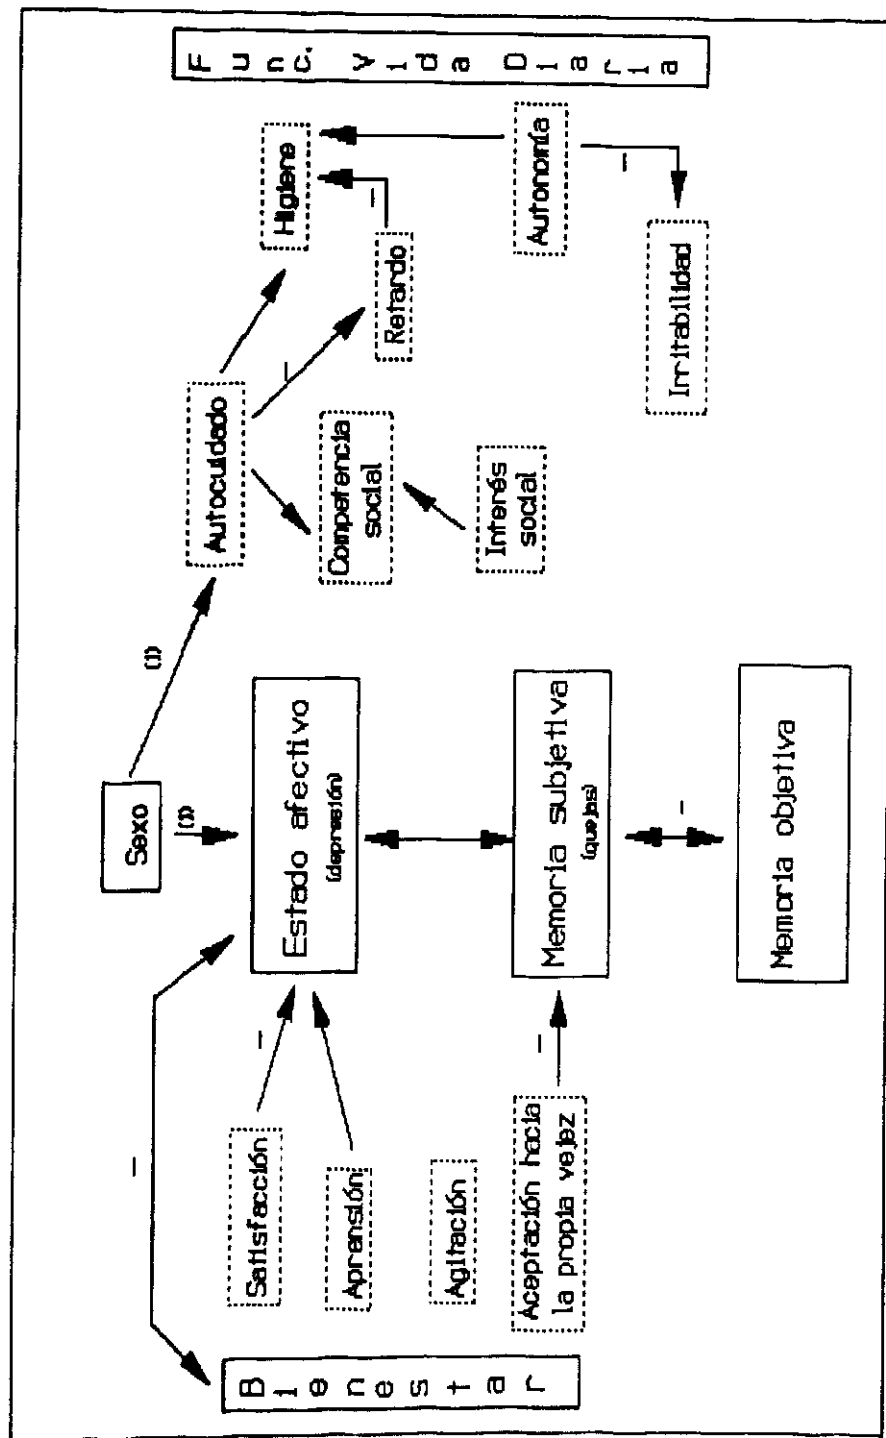 Sexo
(1)
(1)
–
Bienestar
Satisfacción
–
Aprensión
Agitación
Aceptación hacia
la propia vejez
–
Estado afectivo
(depresión)
Memoria subjetiva
(quejas)
–
Memoria objetiva
Autocuidado
–
Competencia
social
Interés
social
Higiene
Retardo
–
Autonomía
–
Irritabilidad
Func. Vida Diaria